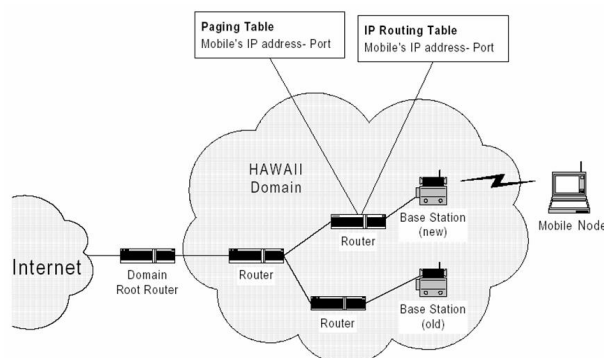 Paging Table
Mobile's IP address- Port
IP Routing Table
Mobile's IP address- Port
HAWAII
Domain
Base Station
(new)
Mobile Node
Router
Internet
Domain
Root Router
Router
Router
Base Station
(old)